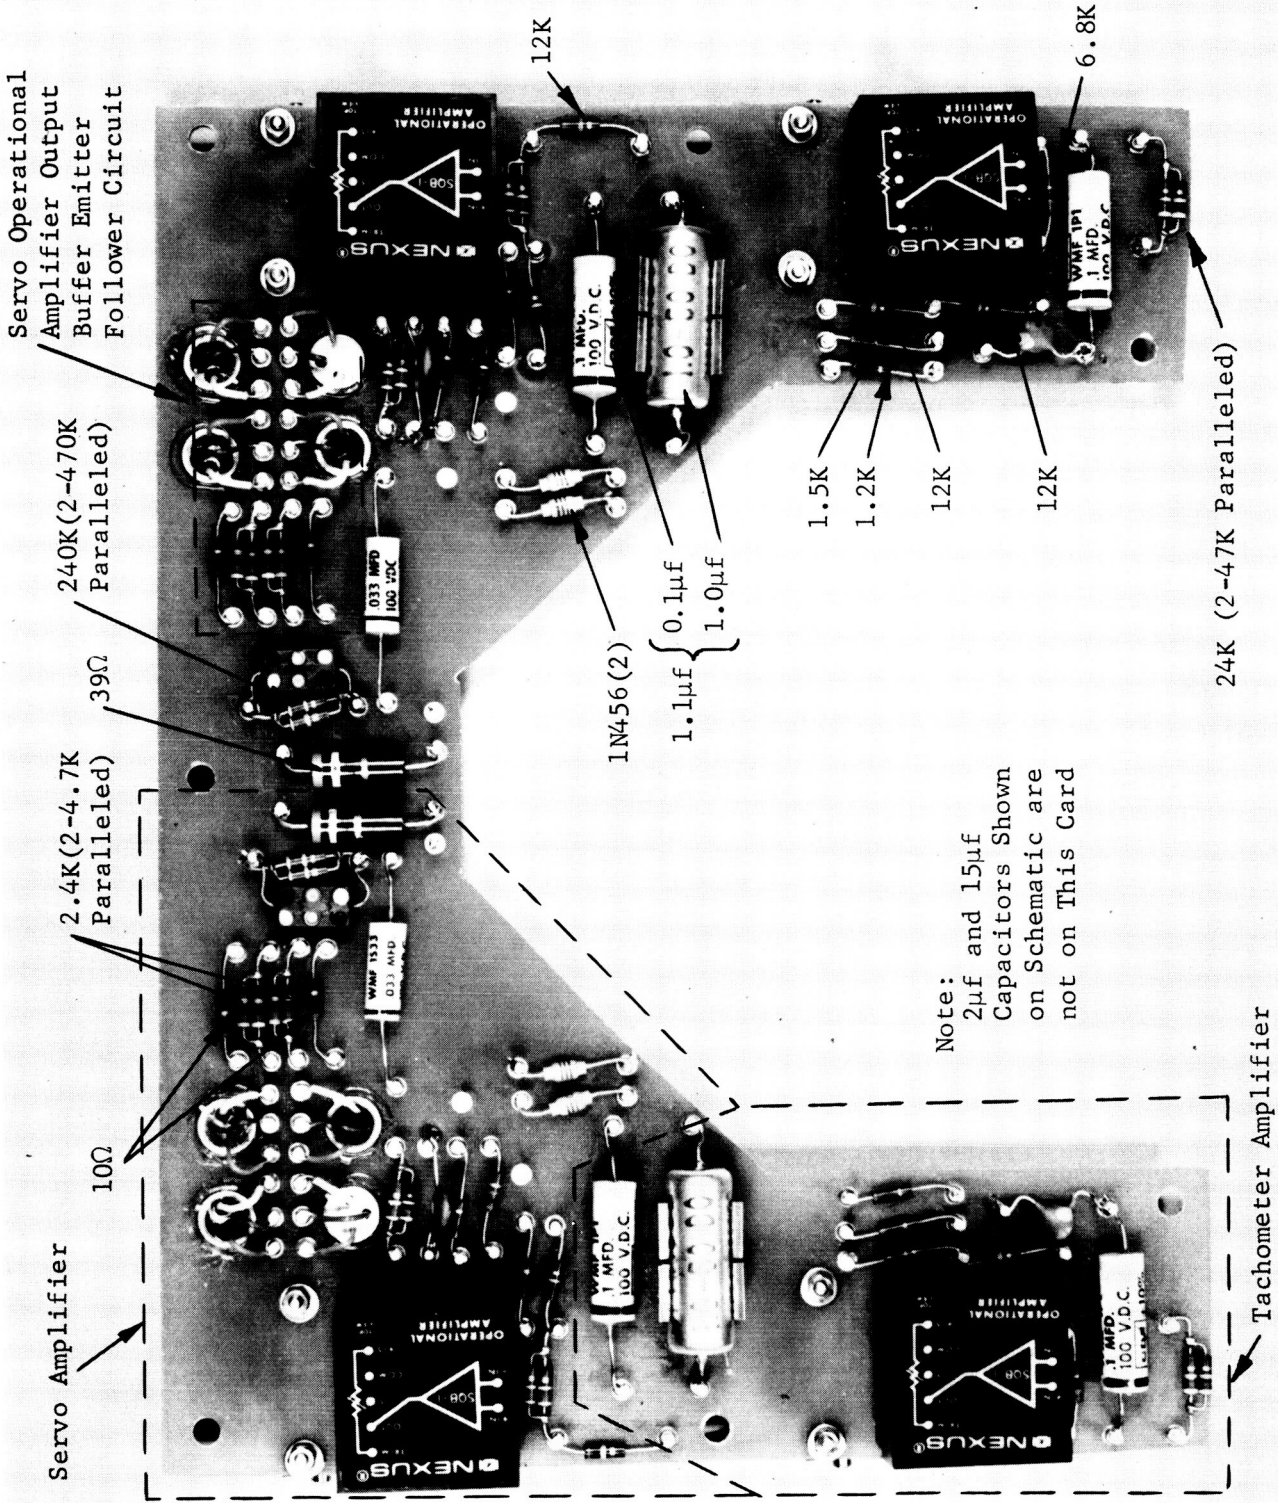 Servo Amplifier
10Ω
2.4K(2-4.7K
Paralleled)
39Ω
240K(2-470K
Paralleled)
Servo Operational
Amplifier Output
Buffer Emitter
Follower Circuit
12K
6.8K
1N456(2)
1.1µf { 0.1µf
1.0µf
1.5K
1.2K
12K
12K
24K (2-47K Paralleled)
Note:
2µf and 15µf
Capacitors Shown
on Schematic are
not on This Card
Tachometer Amplifier
NEXUS®
SQB-1
OPERATIONAL
AMPLIFIER
NEXUS®
SQB-1
OPERATIONAL
AMPLIFIER
NEXUS®
SQB
OPERATIONAL
AMPLIFIER
NEXUS®
SQB
OPERATIONAL
AMPLIFIER
WMF 1S33
.033 MFD
.033 MFD
100 VDC
.1 MFD.
100 V.D.C.
.1 MFD.
100 V.D.C.
WMF 1P1
.1 MFD.
100 V.D.C
.1 MFD.
100 V.D.C.